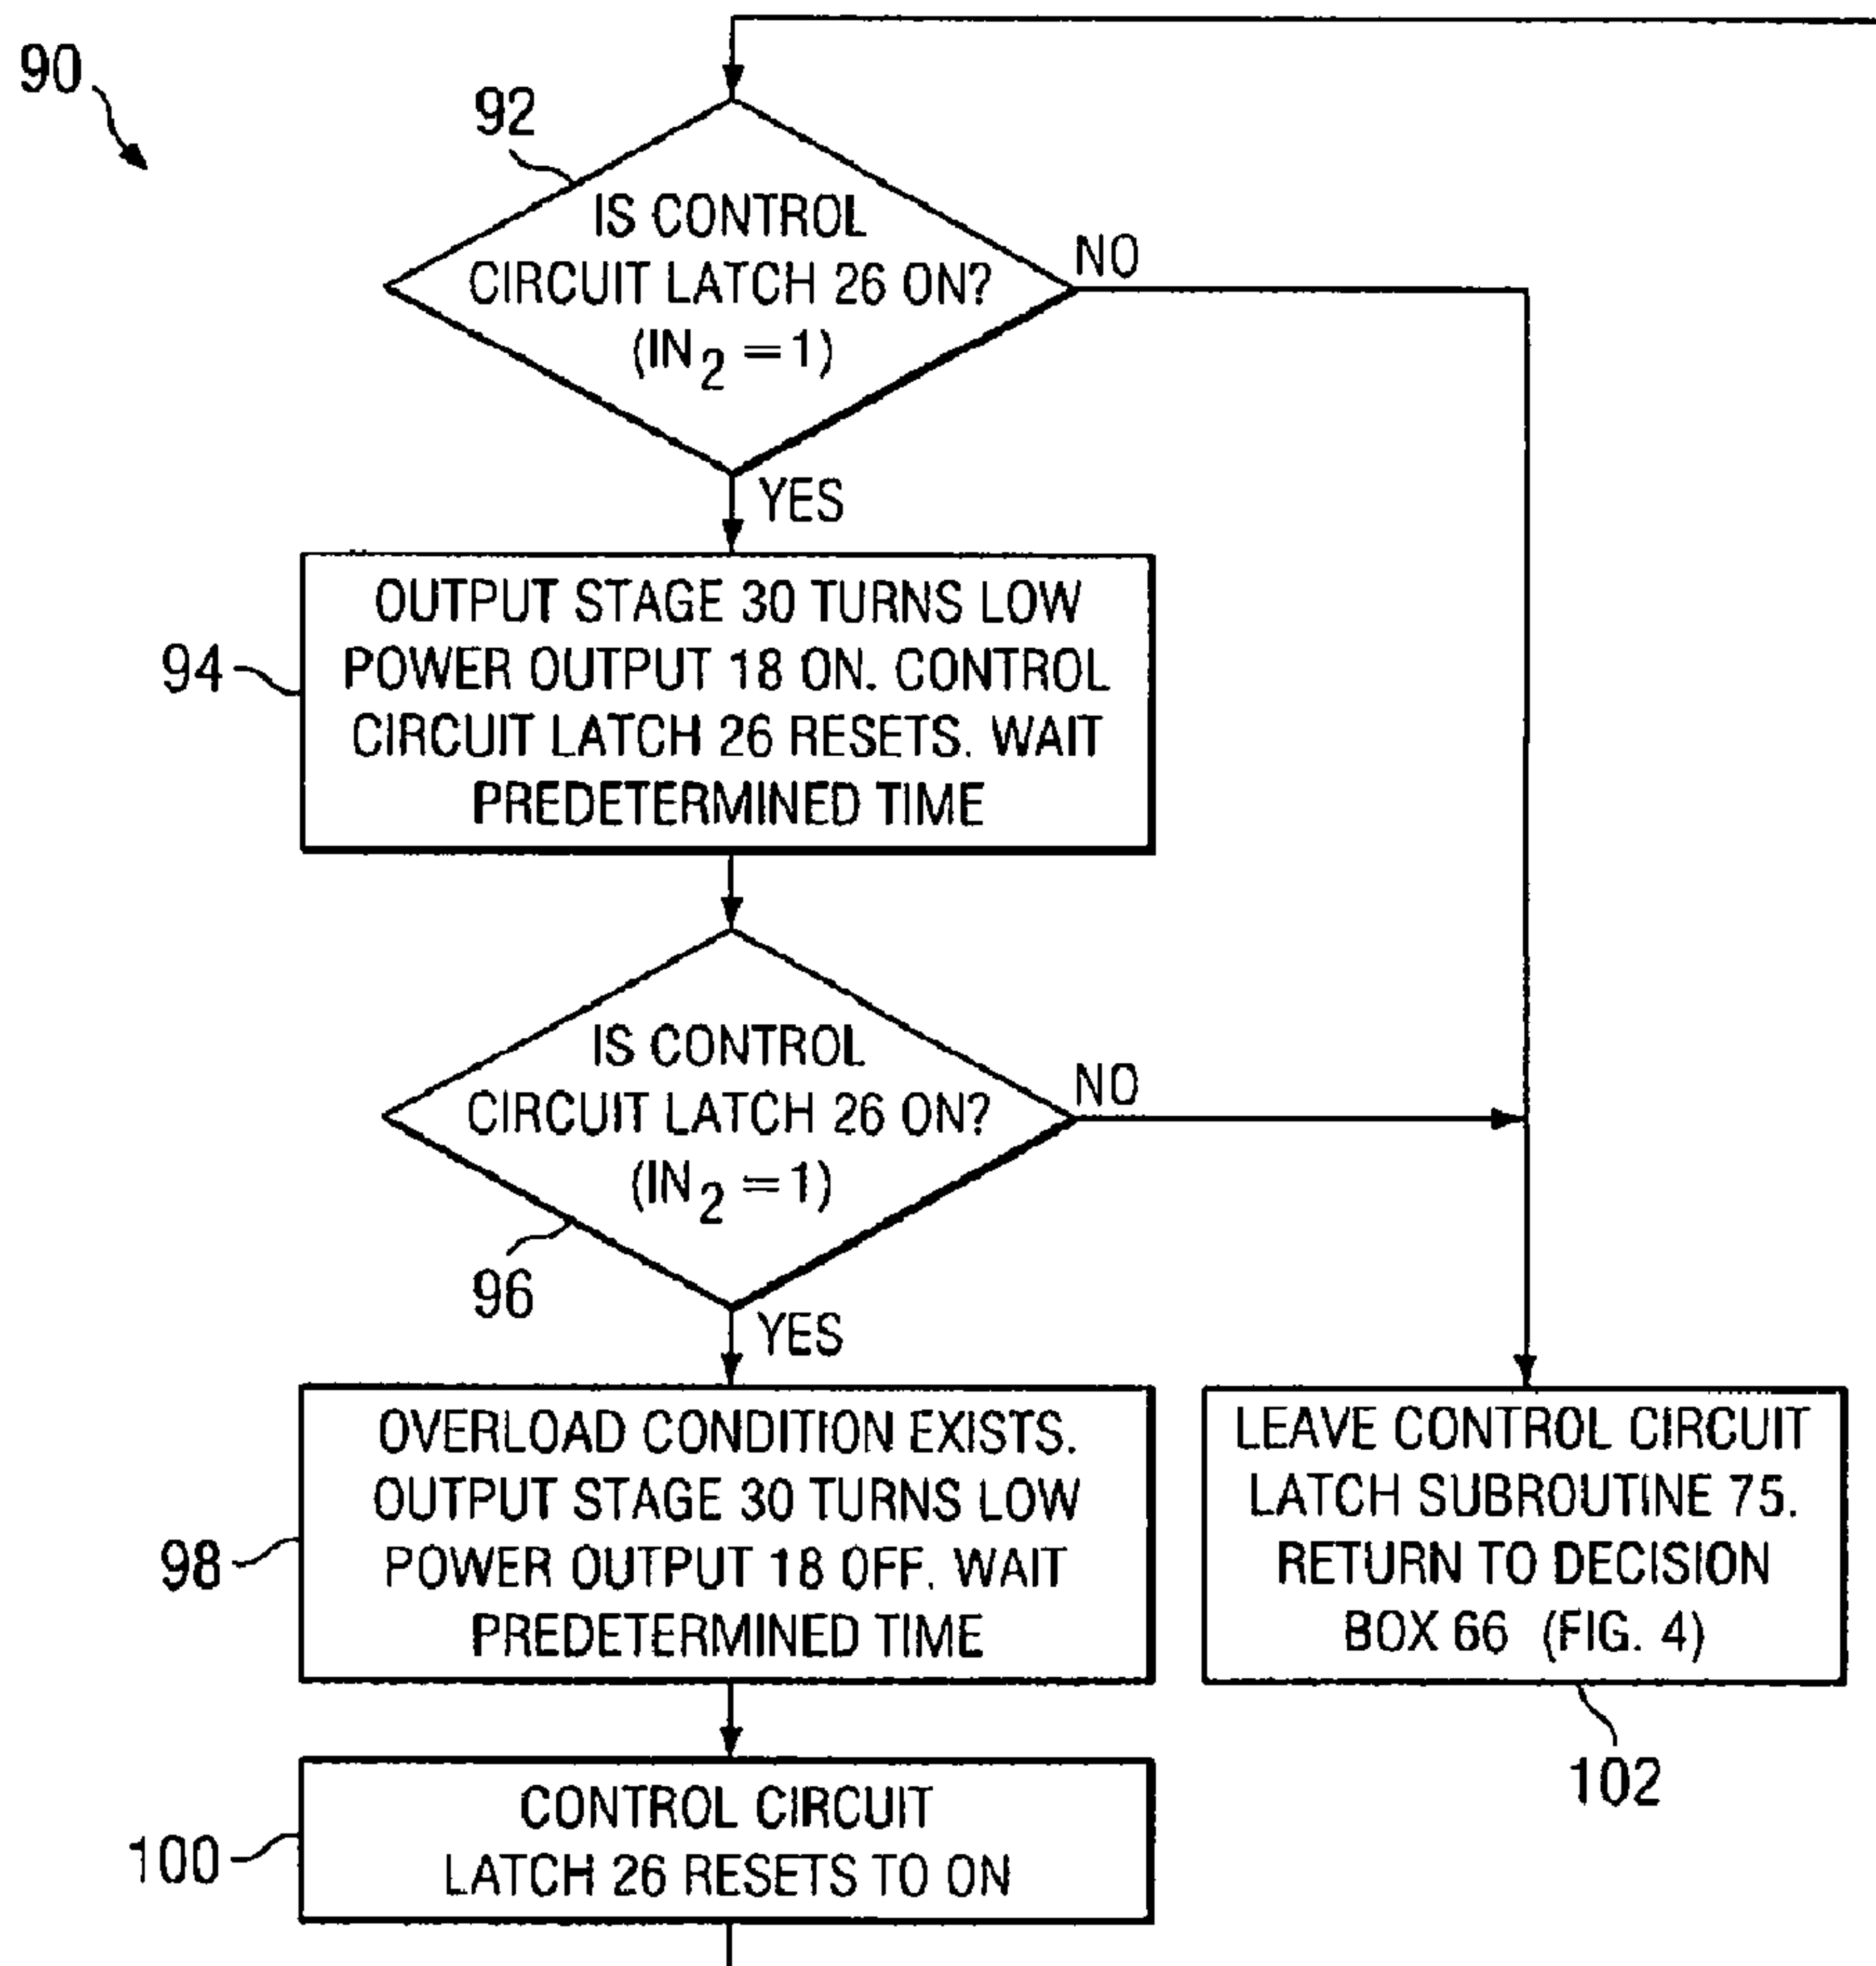 90
92
IS CONTROL
CIRCUIT LATCH 26 ON?
(IN2 = 1)
NO
YES
94
OUTPUT STAGE 30 TURNS LOW
POWER OUTPUT 18 ON. CONTROL
CIRCUIT LATCH 26 RESETS. WAIT
PREDETERMINED TIME
IS CONTROL
CIRCUIT LATCH 26 ON?
(IN2 = 1)
NO
96
YES
98
OVERLOAD CONDITION EXISTS.
OUTPUT STAGE 30 TURNS LOW
POWER OUTPUT 18 OFF. WAIT
PREDETERMINED TIME
LEAVE CONTROL CIRCUIT
LATCH SUBROUTINE 75.
RETURN TO DECISION
BOX 66 (FIG. 4)
102
100
CONTROL CIRCUIT
LATCH 26 RESETS TO ON